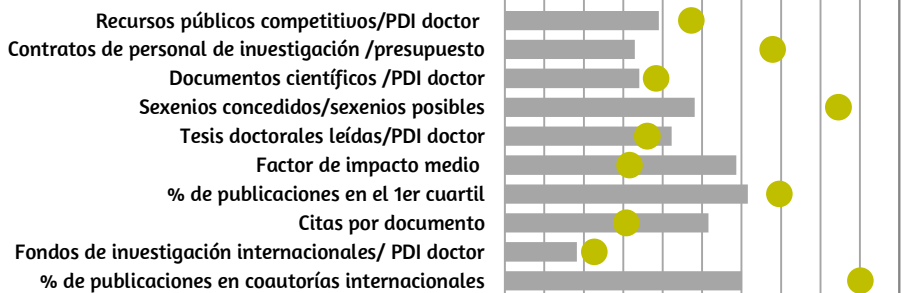 Recursos públicos competitivos/PDI doctor
Contratos de personal de investigación /presupuesto
Documentos científicos /PDI doctor
Sexenios concedidos/sexenios posibles
Tesis doctorales leídas/PDI doctor
Factor de impacto medio
% de publicaciones en el 1er cuartil
Citas por documento
Fondos de investigación internacionales/ PDI doctor
% de publicaciones en coautorías internacionales